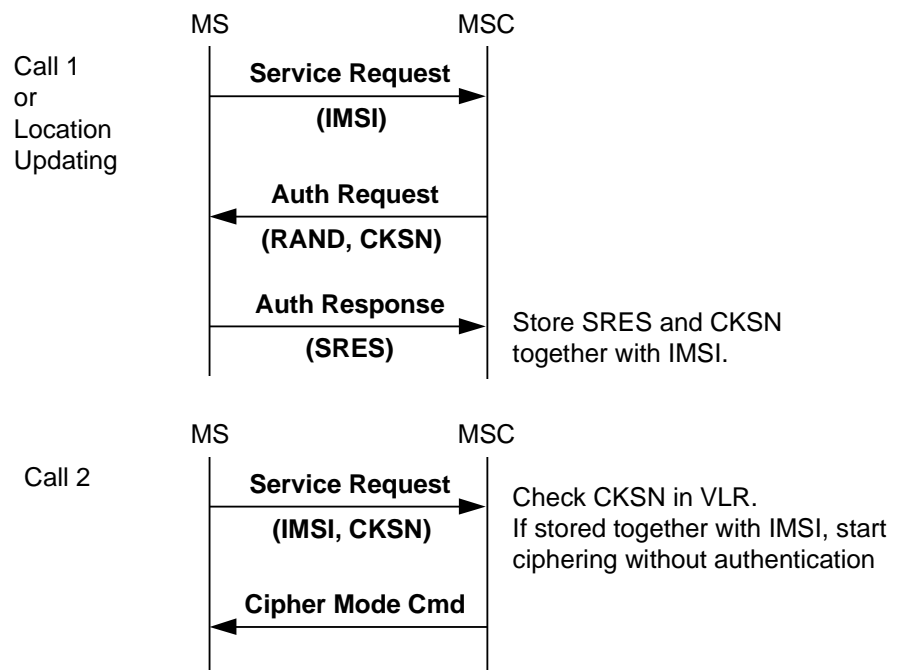 MS MSC
Call 1
or
Location
Updating
Service Request
(IMSI)
Auth Request
(RAND, CKSN)
Auth Response
(SRES)
Store SRES and CKSN
together with IMSI.
MS MSC
Call 2
Service Request
(IMSI, CKSN)
Check CKSN in VLR.
If stored together with IMSI, start
ciphering without authentication
Cipher Mode Cmd